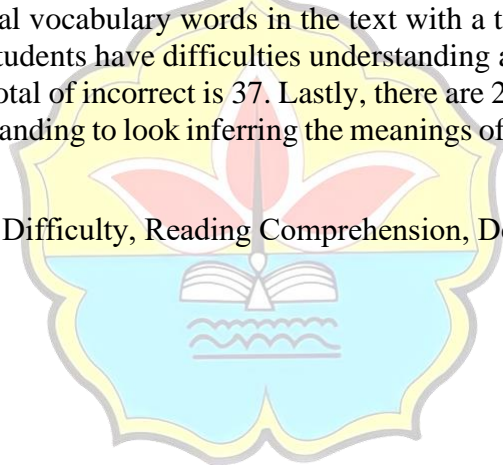 al vocabulary words in the text with a t
tudents have difficulties understanding a
otal of incorrect is 37. Lastly, there are 2
anding to look inferring the meanings of
Difficulty, Reading Comprehension, D